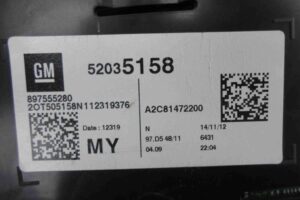 GM
52035158
897555280
2OT505158N112319376
A2C81472200
Date : 12319
N 14/11/12
MY
97.D5 48/11 6431
04.09 22:04